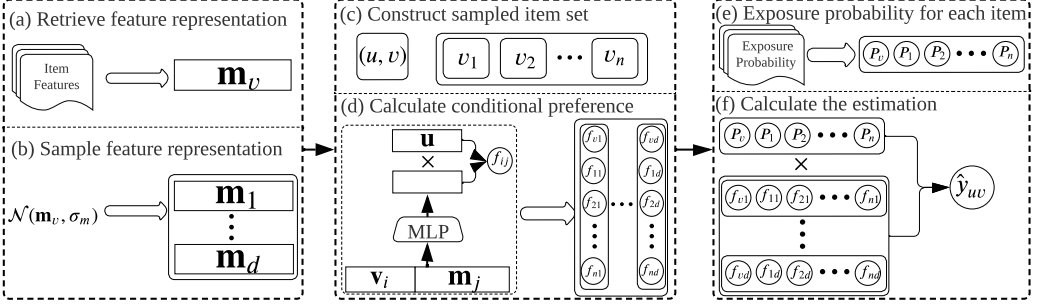 (a) Retrieve feature representation
Item
Features
𝐦_v
(b) Sample feature representation
𝒩(𝐦_v, σ_m)
𝐦_1
⋮
𝐦_d
(c) Construct sampled item set
(u, v)
v_1 v_2 ••• v_n
(d) Calculate conditional preference
𝐮
×
f_ij
MLP
𝐯_i 𝐦_j
f_v1 f_vd
f_11 f_1d
f_21 ••• f_2d
⋮ ⋮
f_n1 f_nd
(e) Exposure probability for each item
Exposure
Probability
P_v P_1 P_2 ••• P_n
(f) Calculate the estimation
P_v P_1 P_2 ••• P_n
×
f_v1 f_11 f_21 ••• f_n1
⋮
f_vd f_1d f_2d ••• f_nd
ŷ_uv